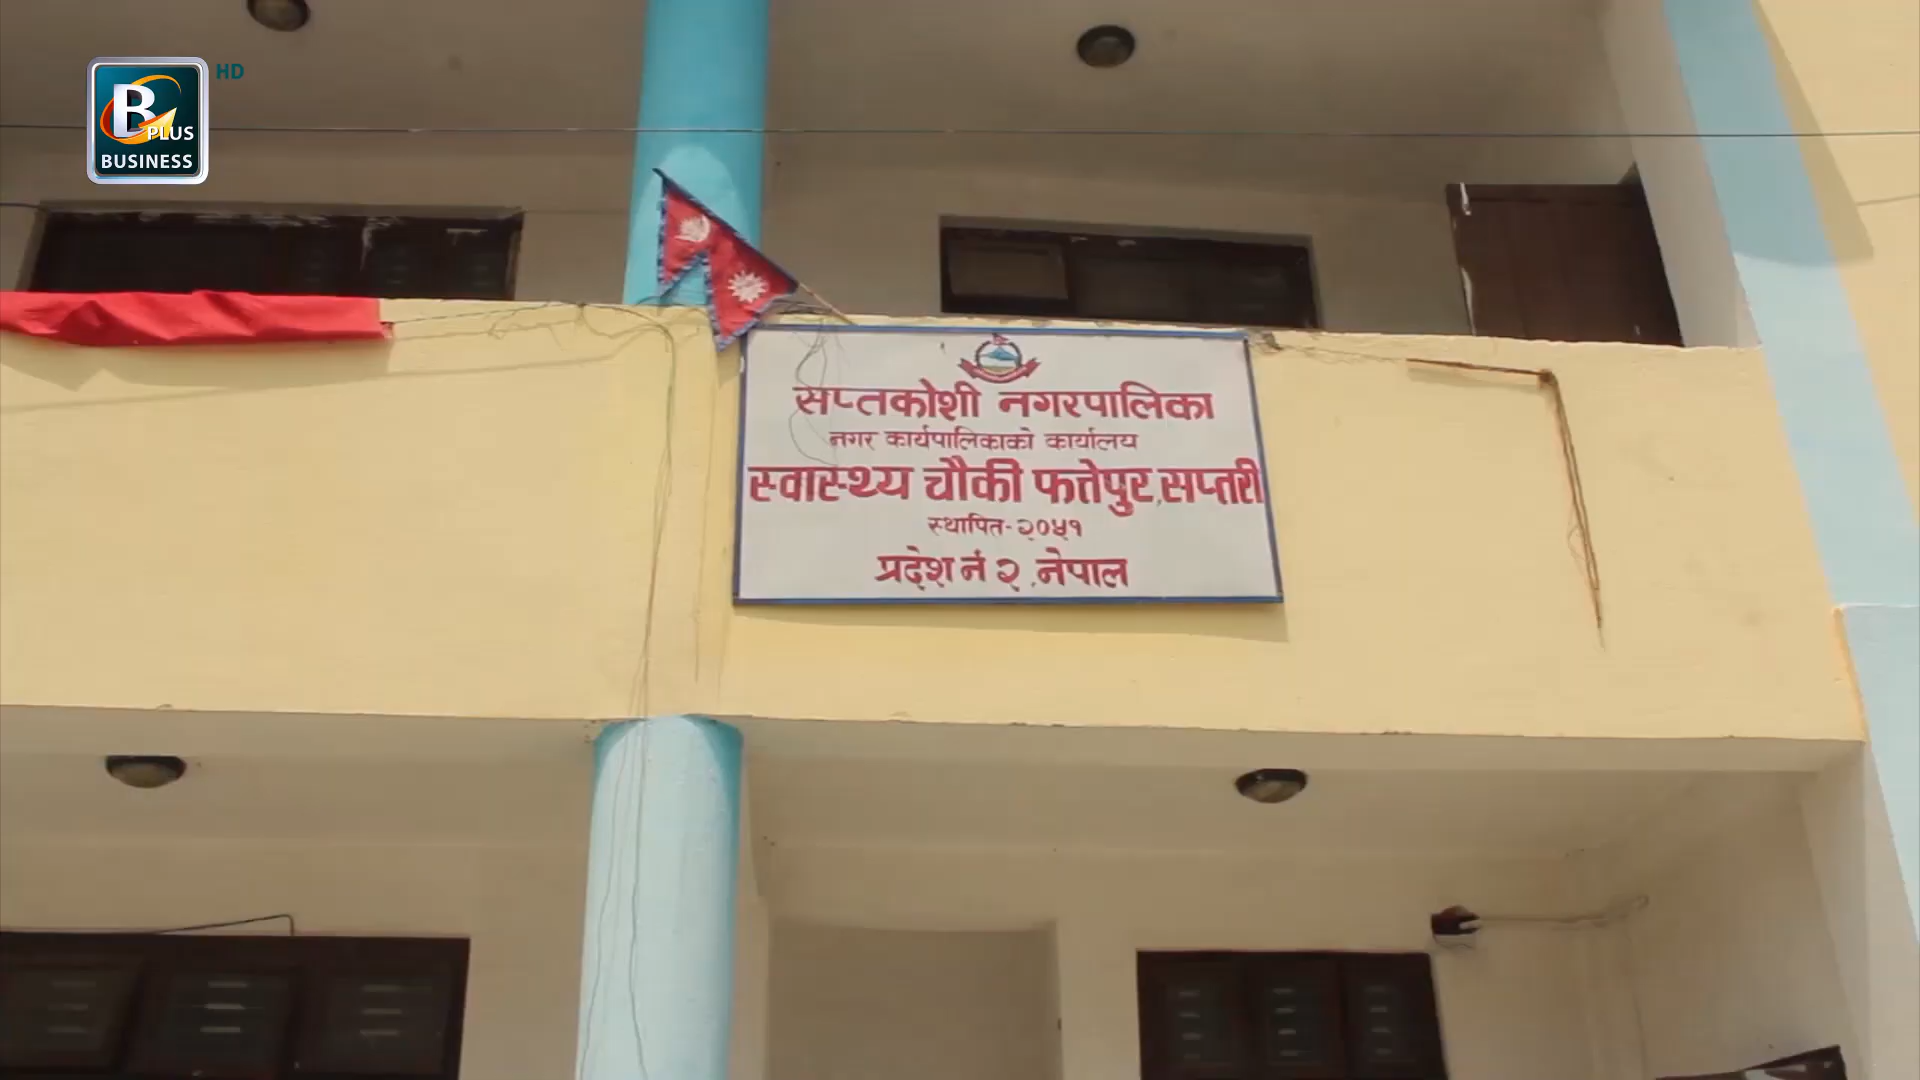 B PLUS
BUSINESS
HD
सप्तकोशी नगरपालिका
नगर कार्यपालिकाको कार्यालय
स्वास्थ्य चौकी फत्तेपुर, सप्तरी
स्थापित-२०५१
प्रदेश नं २, नेपाल